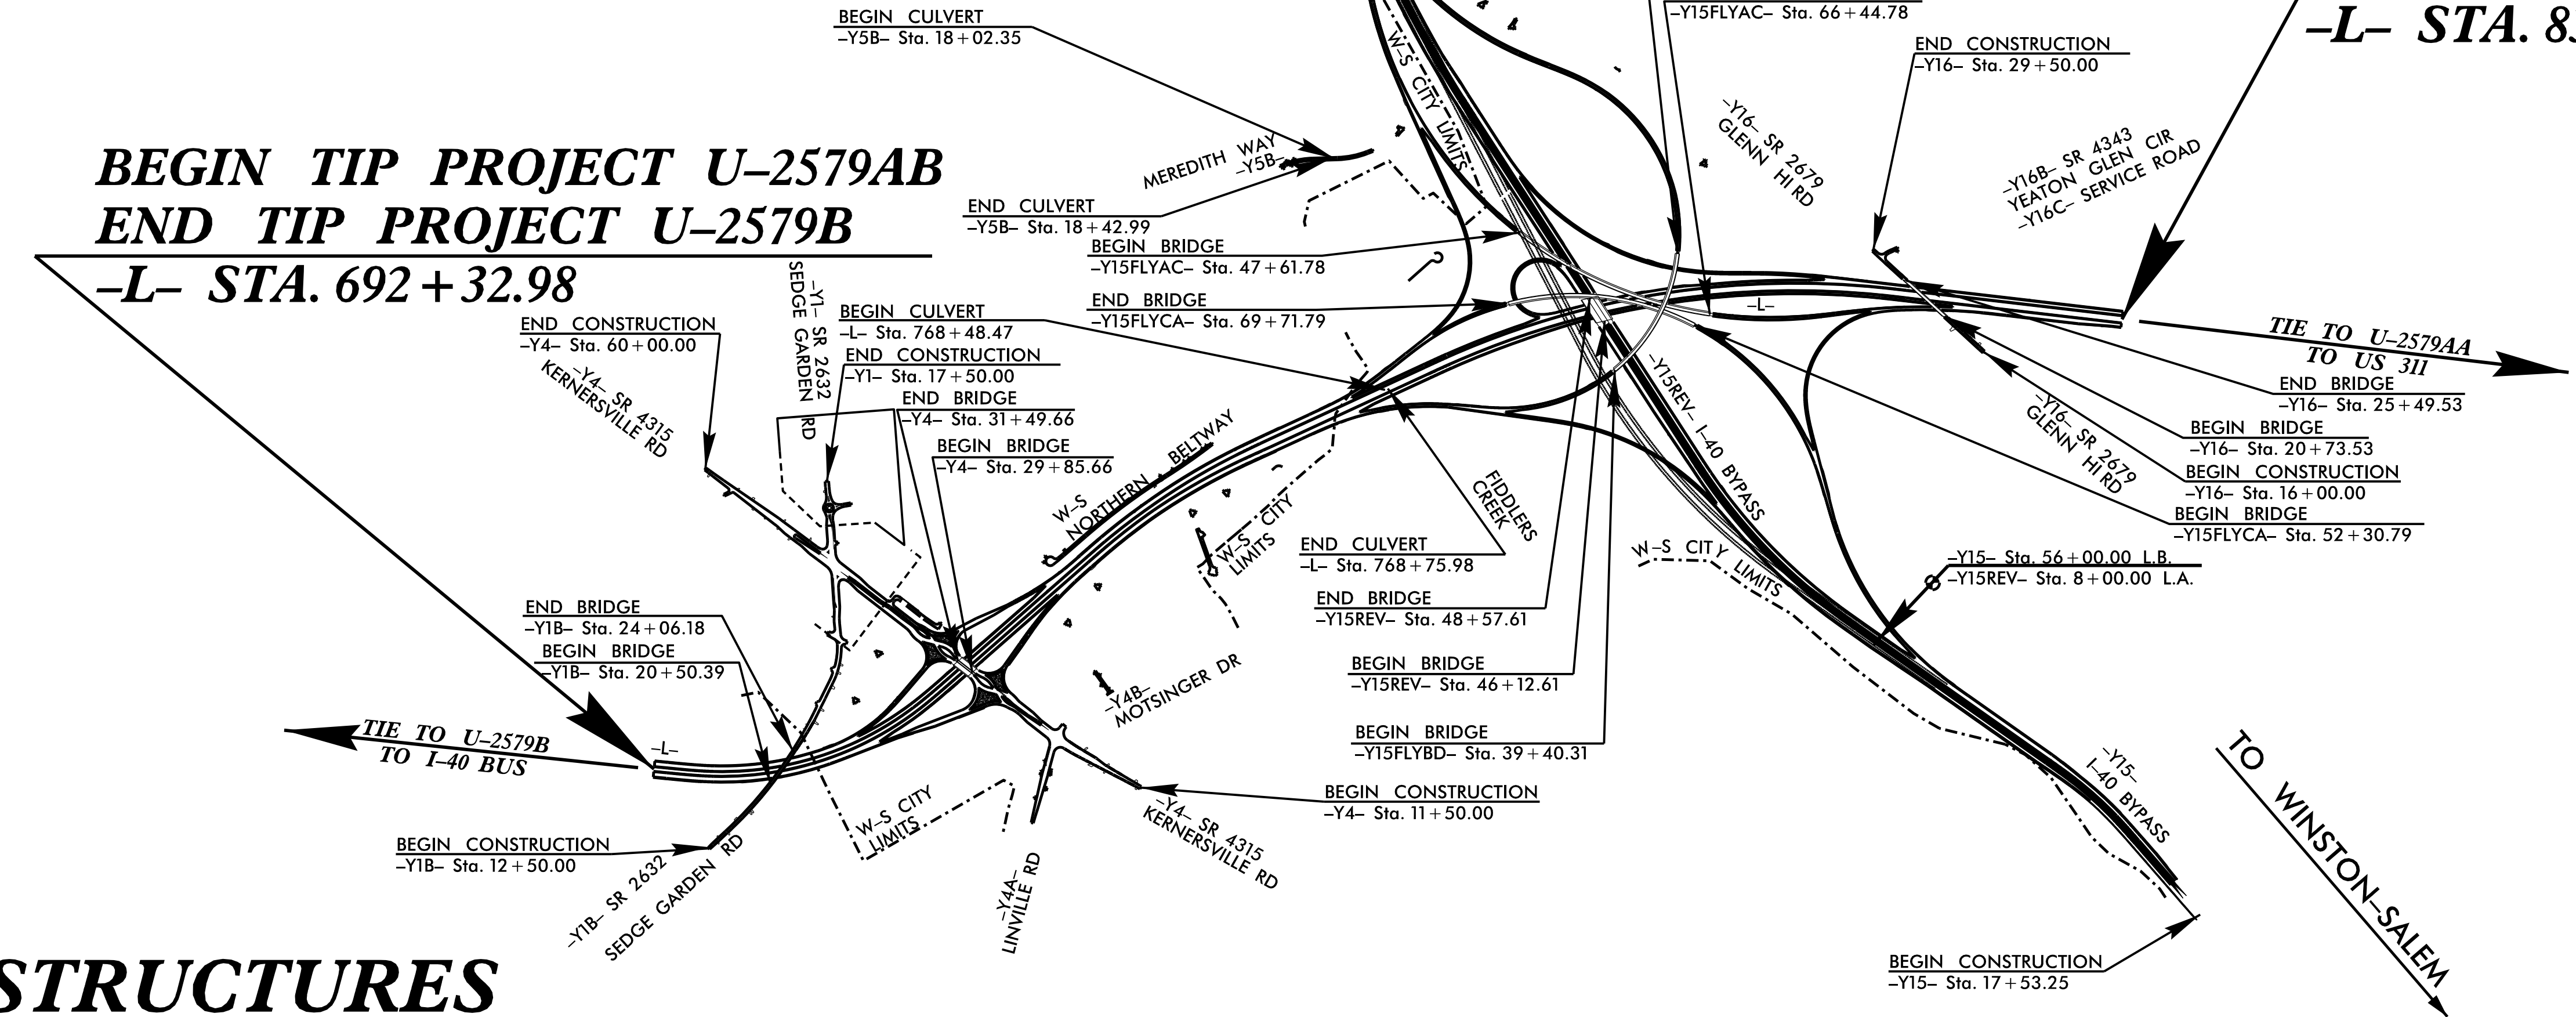 BEGIN CULVERT
–Y5B– Sta. 18+02.35
–Y15FLYAC– Sta. 66+44.78
–L– STA. 8
END CONSTRUCTION
–Y16– Sta. 29+50.00
W–S CITY LIMITS
–Y16– SR 2679
GLENN HI RD
–Y16B– SR 4343
YEATON GLEN CIR
–Y16C– SERVICE ROAD
MEREDITH WAY
–Y5B–
BEGIN TIP PROJECT U–2579AB
END TIP PROJECT U–2579B
–L– STA. 692+32.98
END CULVERT
–Y5B– Sta. 18+42.99
BEGIN BRIDGE
–Y15FLYAC– Sta. 47+61.78
END BRIDGE
–Y15FLYCA– Sta. 69+71.79
–L–
TIE TO U–2579AA
TO US 311
–Y1– SR 2632
SEDGE GARDEN RD
BEGIN CULVERT
–L– Sta. 768+48.47
END CONSTRUCTION
–Y4– Sta. 60+00.00
–Y4– SR 4315
KERNERSVILLE RD
END CONSTRUCTION
–Y1– Sta. 17+50.00
END BRIDGE
–Y4– Sta. 31+49.66
BEGIN BRIDGE
–Y4– Sta. 29+85.66
END BRIDGE
–Y16– Sta. 25+49.53
BEGIN BRIDGE
–Y16– Sta. 20+73.53
BEGIN CONSTRUCTION
–Y16– Sta. 16+00.00
BEGIN BRIDGE
–Y15FLYCA– Sta. 52+30.79
–Y16– SR 2679
GLENN HI RD
–Y15REV– I–40 BYPASS
W–S
NORTHERN BELTWAY
FIDDLERS
CREEK
W–S CITY
LIMITS
W–S CITY LIMITS
END CULVERT
–L– Sta. 768+75.98
–Y15– Sta. 56+00.00 L.B.
–Y15REV– Sta. 8+00.00 L.A.
END BRIDGE
–Y15REV– Sta. 48+57.61
END BRIDGE
–Y1B– Sta. 24+06.18
BEGIN BRIDGE
–Y1B– Sta. 20+50.39
BEGIN BRIDGE
–Y15REV– Sta. 46+12.61
–Y4B–
MOTSINGER DR
BEGIN BRIDGE
–Y15FLYBD– Sta. 39+40.31
TIE TO U–2579B
TO I–40 BUS
–L–
BEGIN CONSTRUCTION
–Y4– Sta. 11+50.00
W–S CITY
LIMITS
–Y4– SR 4315
KERNERSVILLE RD
BEGIN CONSTRUCTION
–Y1B– Sta. 12+50.00
–Y1B– SR 2632
SEDGE GARDEN RD
–Y4A–
LINVILLE RD
–Y15–
I–40 BYPASS
TO WINSTON–SALEM
BEGIN CONSTRUCTION
–Y15– Sta. 17+53.25
STRUCTURES